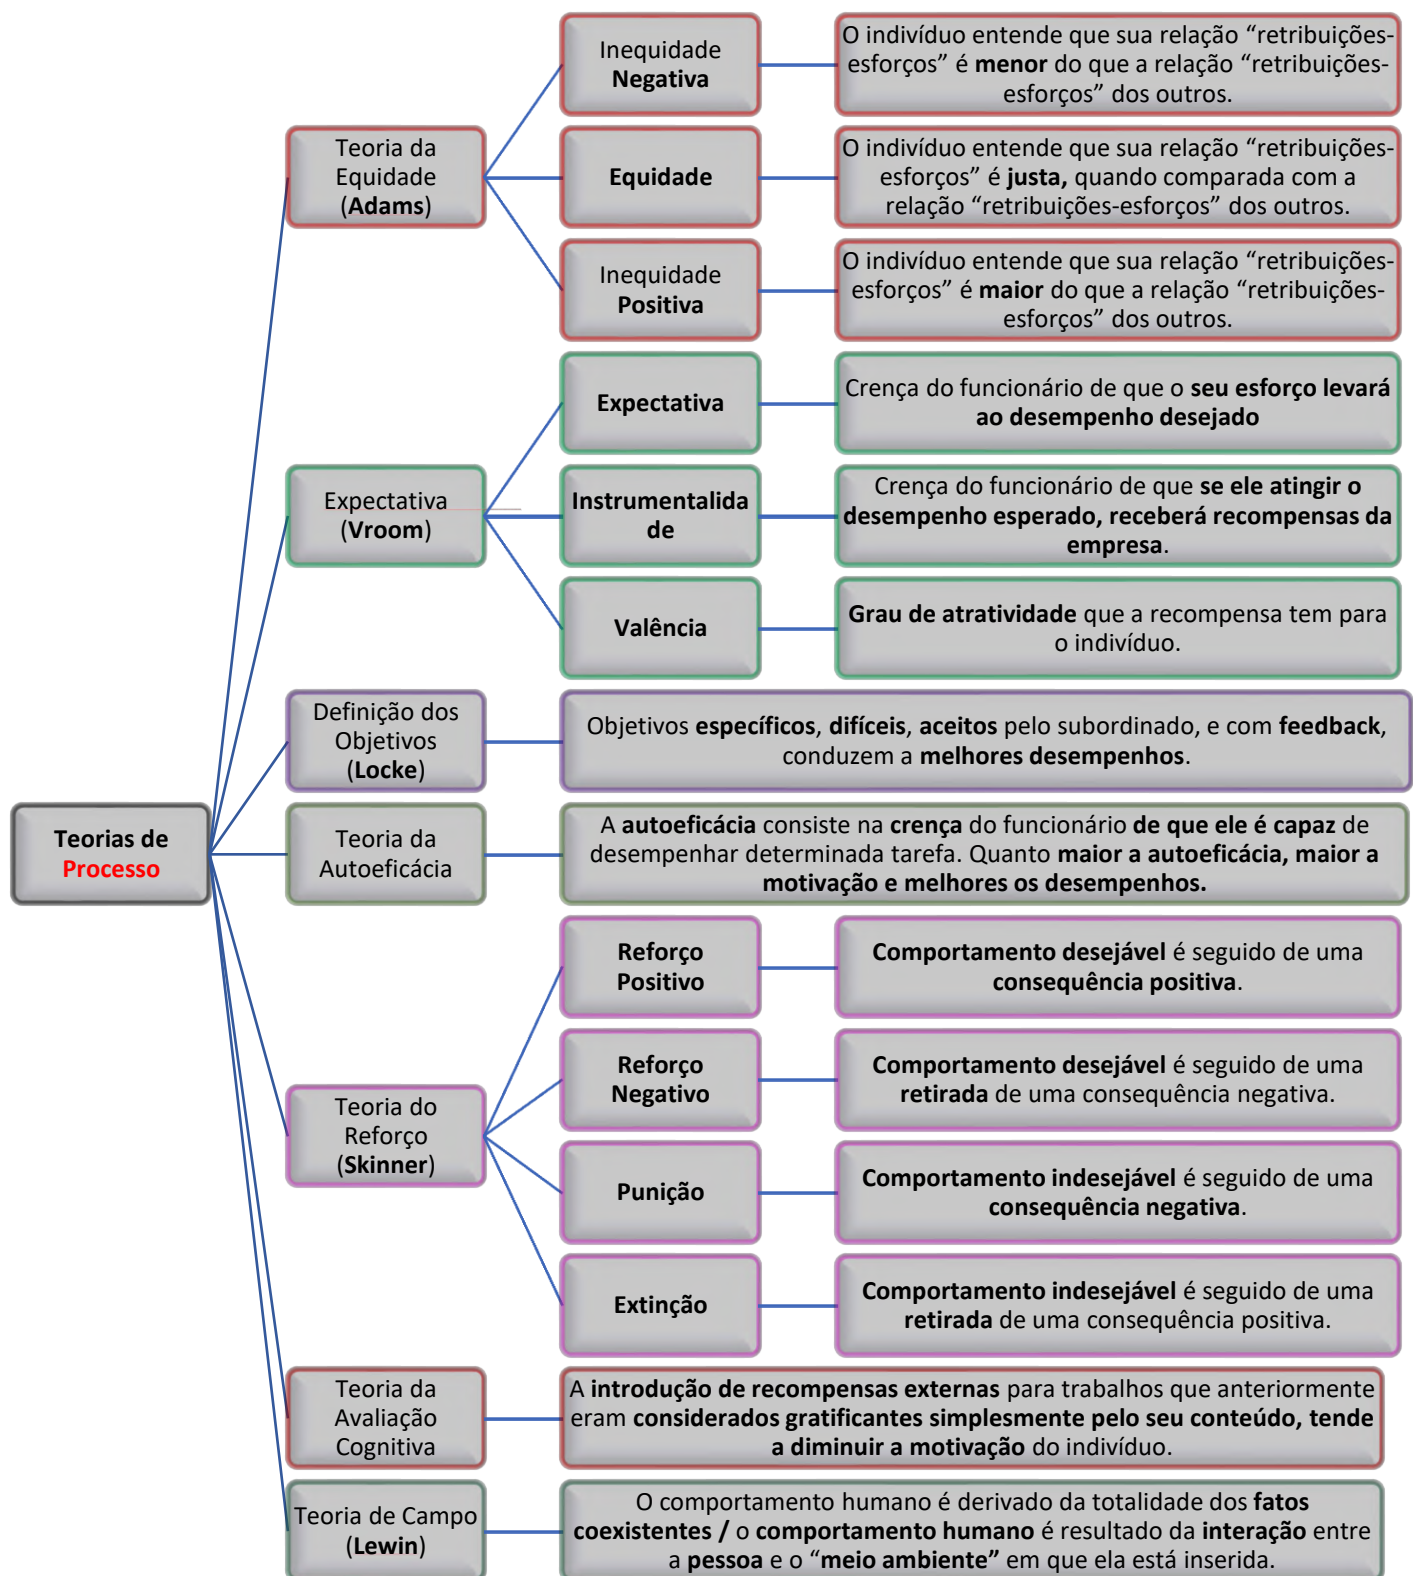 Teorias de
Processo
Teoria da
Equidade
(Adams)
Inequidade
Negativa
O indivíduo entende que sua relação “retribuições-
esforços” é menor do que a relação “retribuições-
esforços” dos outros.
Equidade
O indivíduo entende que sua relação “retribuições-
esforços” é justa, quando comparada com a
relação “retribuições-esforços” dos outros.
Inequidade
Positiva
O indivíduo entende que sua relação “retribuições-
esforços” é maior do que a relação “retribuições-
esforços” dos outros.
Expectativa
(Vroom)
Expectativa
Crença do funcionário de que o seu esforço levará
ao desempenho desejado
Instrumentalida
de
Crença do funcionário de que se ele atingir o
desempenho esperado, receberá recompensas da
empresa.
Valência
Grau de atratividade que a recompensa tem para
o indivíduo.
Definição dos
Objetivos
(Locke)
Objetivos específicos, difíceis, aceitos pelo subordinado, e com feedback,
conduzem a melhores desempenhos.
Teoria da
Autoeficácia
A autoeficácia consiste na crença do funcionário de que ele é capaz de
desempenhar determinada tarefa. Quanto maior a autoeficácia, maior a
motivação e melhores os desempenhos.
Teoria do
Reforço
(Skinner)
Reforço
Positivo
Comportamento desejável é seguido de uma
consequência positiva.
Reforço
Negativo
Comportamento desejável é seguido de uma
retirada de uma consequência negativa.
Punição
Comportamento indesejável é seguido de uma
consequência negativa.
Extinção
Comportamento indesejável é seguido de uma
retirada de uma consequência positiva.
Teoria da
Avaliação
Cognitiva
A introdução de recompensas externas para trabalhos que anteriormente
eram considerados gratificantes simplesmente pelo seu conteúdo, tende
a diminuir a motivação do indivíduo.
Teoria de Campo
(Lewin)
O comportamento humano é derivado da totalidade dos fatos
coexistentes / o comportamento humano é resultado da interação entre
a pessoa e o “meio ambiente” em que ela está inserida.